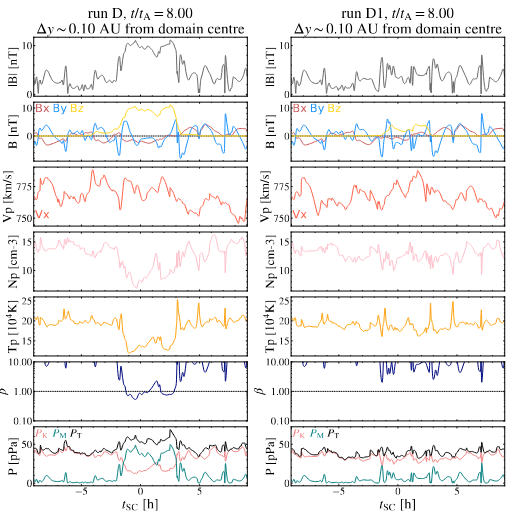 run D, t/tA = 8.00
Δy ~ 0.10 AU from domain centre
|B| [nT]
10
0
Bx By Bz
B [nT]
10
0
Vp [km/s]
775
750
Vx
Np [cm-3]
15
10
Tp [10⁴K]
25
20
15
β
10.00
1.00
0.10
PK PM PT
P [pPa]
50
0
−5 0 5
tSC [h]
run D1, t/tA = 8.00
Δy ~ 0.10 AU from domain centre
|B| [nT]
10
0
Bx By Bz
B [nT]
10
0
Vp [km/s]
775
750
Vx
Np [cm-3]
15
10
Tp [10⁴K]
25
20
15
β
10.00
1.00
0.10
PK PM PT
P [pPa]
50
0
−5 0 5
tSC [h]